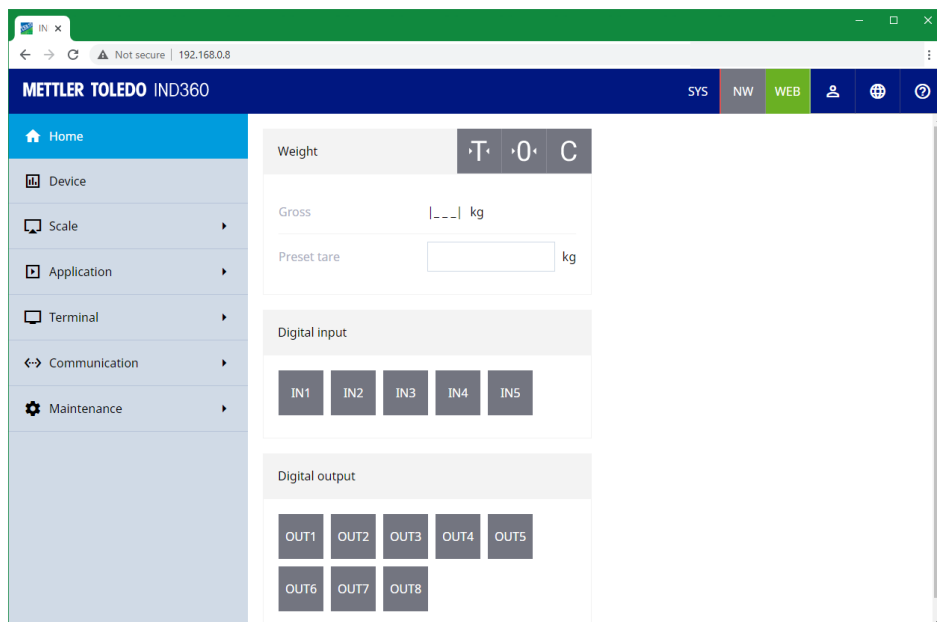 IN
Not secure | 192.168.0.8
METTLER TOLEDO IND360
SYS NW WEB
Home
Device
Scale
Application
Terminal
Communication
Maintenance
Weight T 0 C
Gross |___| kg
Preset tare kg
Digital input
IN1 IN2 IN3 IN4 IN5
Digital output
OUT1 OUT2 OUT3 OUT4 OUT5
OUT6 OUT7 OUT8